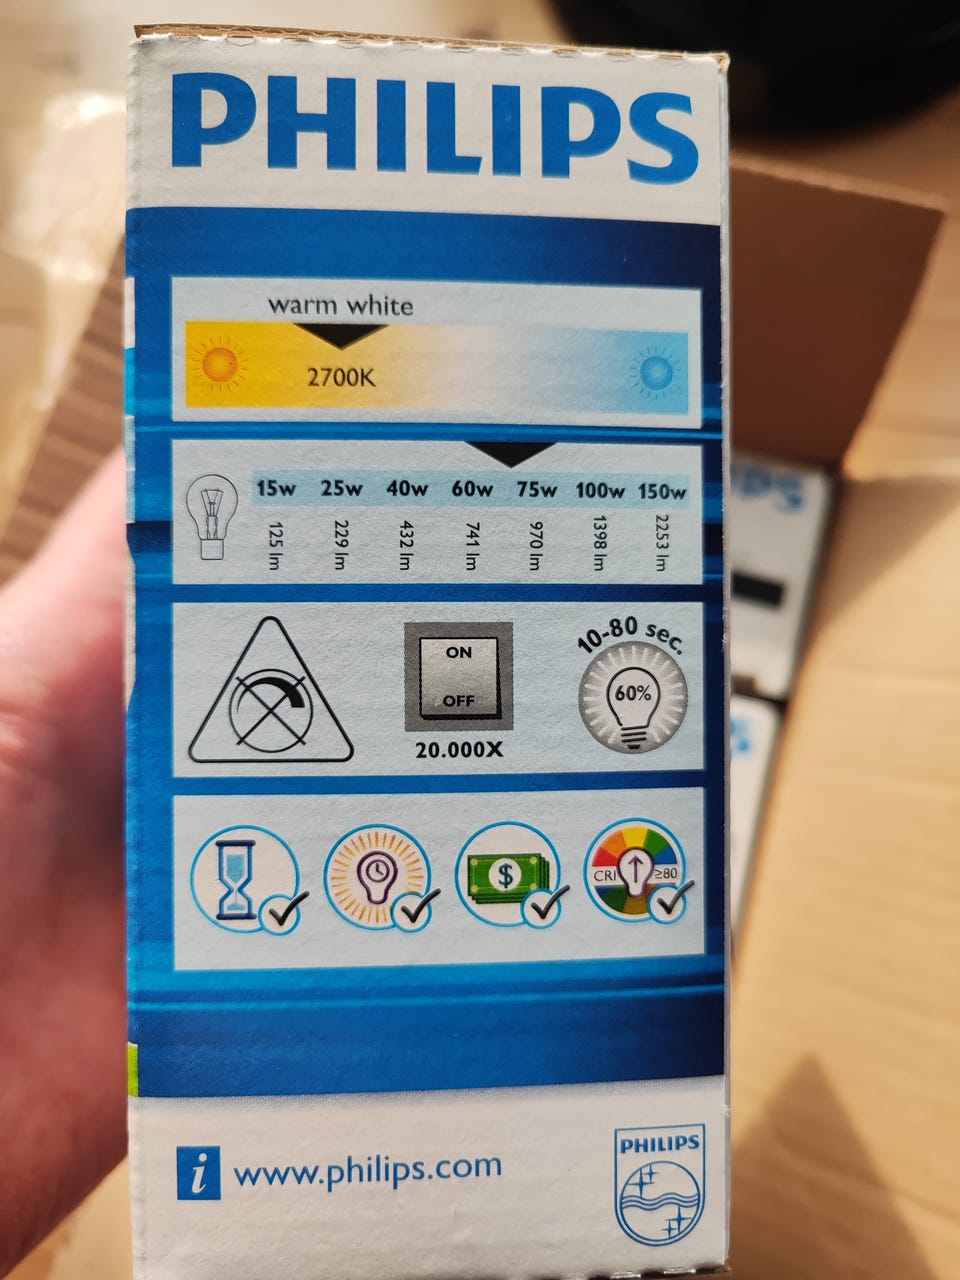 PHILIPS
warm white
2700K
15w 25w 40w 60w 75w 100w 150w
125 lm 229 lm 432 lm 741 lm 970 lm 1398 lm 2253 lm
10-80 sec.
ON
OFF
60%
20.000X
$
CRI ≥80
i www.philips.com
PHILIPS